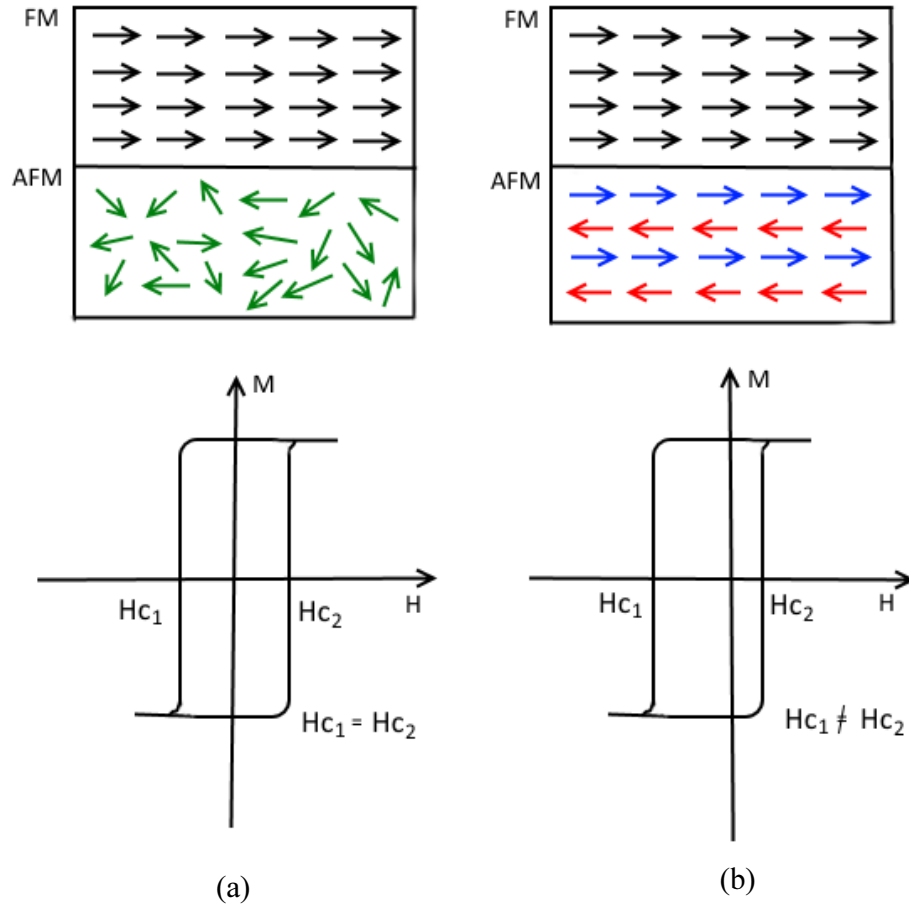 FM
AFM
M
H
Hc₁
Hc₂
Hc₁ = Hc₂
(a)
FM
AFM
M
H
Hc₁
Hc₂
Hc₁ ≠ Hc₂
(b)